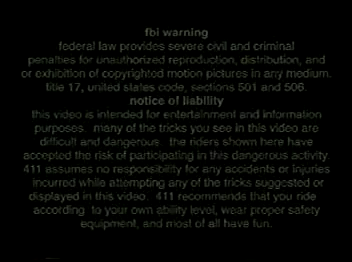 fbi warning
federal law provides severe civil and criminal
penalties for unauthorized reproduction, distribution, and
or exhibition of copyrighted motion pictures in any medium.
title 17, united states code, sections 501 and 506.
notice of liability
this video is intended for entertainment and information
purposes. many of the tricks you see in this video are
difficult and dangerous. the riders shown here have
accepted the risk of participating in this dangerous activity.
411 assumes no responsibility for any accidents or injuries
incurred while attempting any of the tricks suggested or
displayed in this video. 411 recommends that you ride
according to your own ability level, wear proper safety
equipment, and most of all have fun.